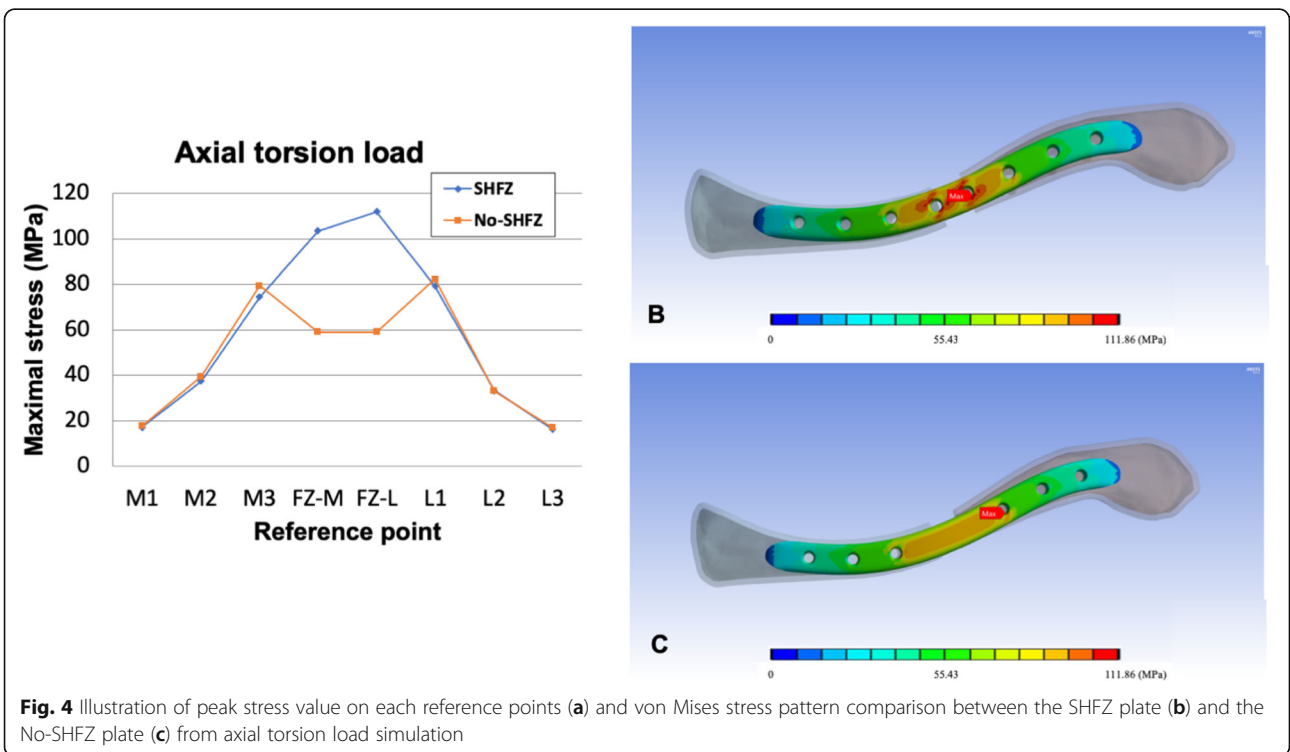 Axial torsion load
SHFZ
No-SHFZ
120
100
80
60
40
20
0
Maximal stress (MPa)
M1 M2 M3 FZ-M FZ-L L1 L2 L3
Reference point
Max
B
0 55.43 111.86 (MPa)
Max
C
0 55.43 111.86 (MPa)
Fig. 4 Illustration of peak stress value on each reference points (a) and von Mises stress pattern comparison between the SHFZ plate (b) and the
No-SHFZ plate (c) from axial torsion load simulation